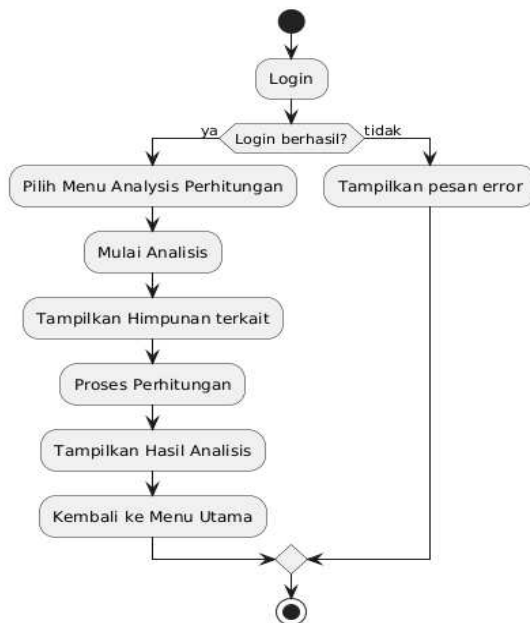 Login
Login berhasil?
ya
tidak
Pilih Menu Analysis Perhitungan
Tampilkan pesan error
Mulai Analisis
Tampilkan Himpunan terkait
Proses Perhitungan
Tampilkan Hasil Analisis
Kembali ke Menu Utama